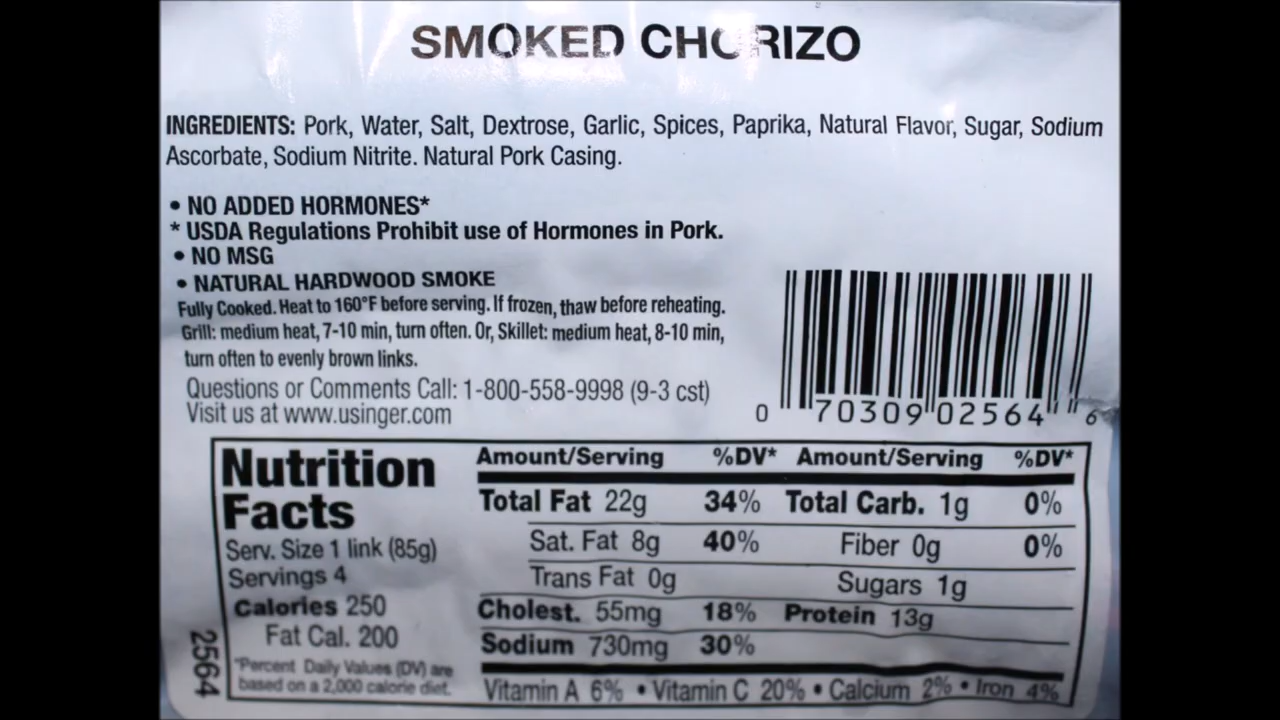 SMOKED CHORIZO
INGREDIENTS: Pork, Water, Salt, Dextrose, Garlic, Spices, Paprika, Natural Flavor, Sugar, Sodium
Ascorbate, Sodium Nitrite. Natural Pork Casing.
• NO ADDED HORMONES*
* USDA Regulations Prohibit use of Hormones in Pork.
• NO MSG
• NATURAL HARDWOOD SMOKE
Fully Cooked. Heat to 160°F before serving. If frozen, thaw before reheating.
Grill: medium heat, 7-10 min, turn often. Or, Skillet: medium heat, 8-10 min,
turn often to evenly brown links.
Questions or Comments Call: 1-800-558-9998 (9-3 cst)
Visit us at www.usinger.com
0 70309 02564 6
Nutrition
Facts
Serv. Size 1 link (85g)
Servings 4
Calories 250
Fat Cal. 200
*Percent Daily Values (DV) are
based on a 2,000 calorie diet.
2564
Amount/Serving %DV* Amount/Serving %DV*
Total Fat 22g 34% Total Carb. 1g 0%
Sat. Fat 8g 40% Fiber 0g 0%
Trans Fat 0g Sugars 1g
Cholest. 55mg 18% Protein 13g
Sodium 730mg 30%
Vitamin A 6% • Vitamin C 20% • Calcium 2% • Iron 4%